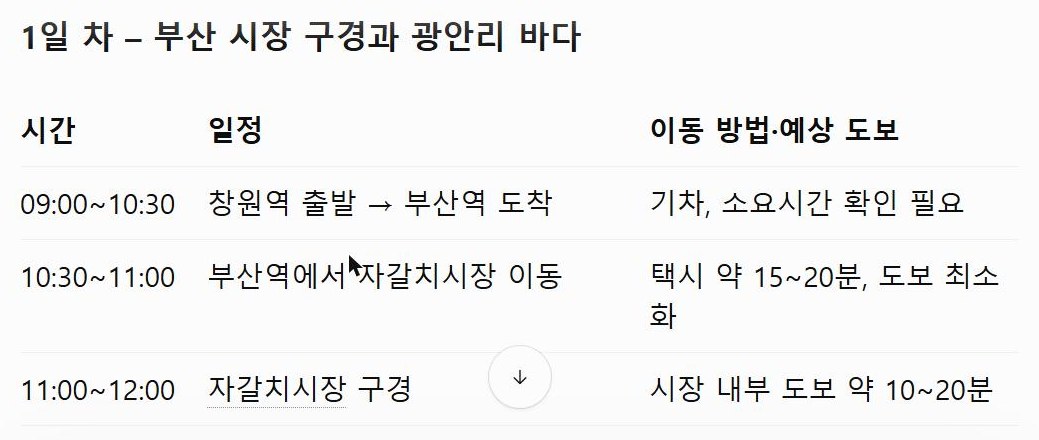 1일 차 – 부산 시장 구경과 광안리 바다
시간 일정 이동 방법·예상 도보
09:00~10:30 창원역 출발 → 부산역 도착 기차, 소요시간 확인 필요
10:30~11:00 부산역에서 자갈치시장 이동 택시 약 15~20분, 도보 최소
화
11:00~12:00 자갈치시장 구경 시장 내부 도보 약 10~20분